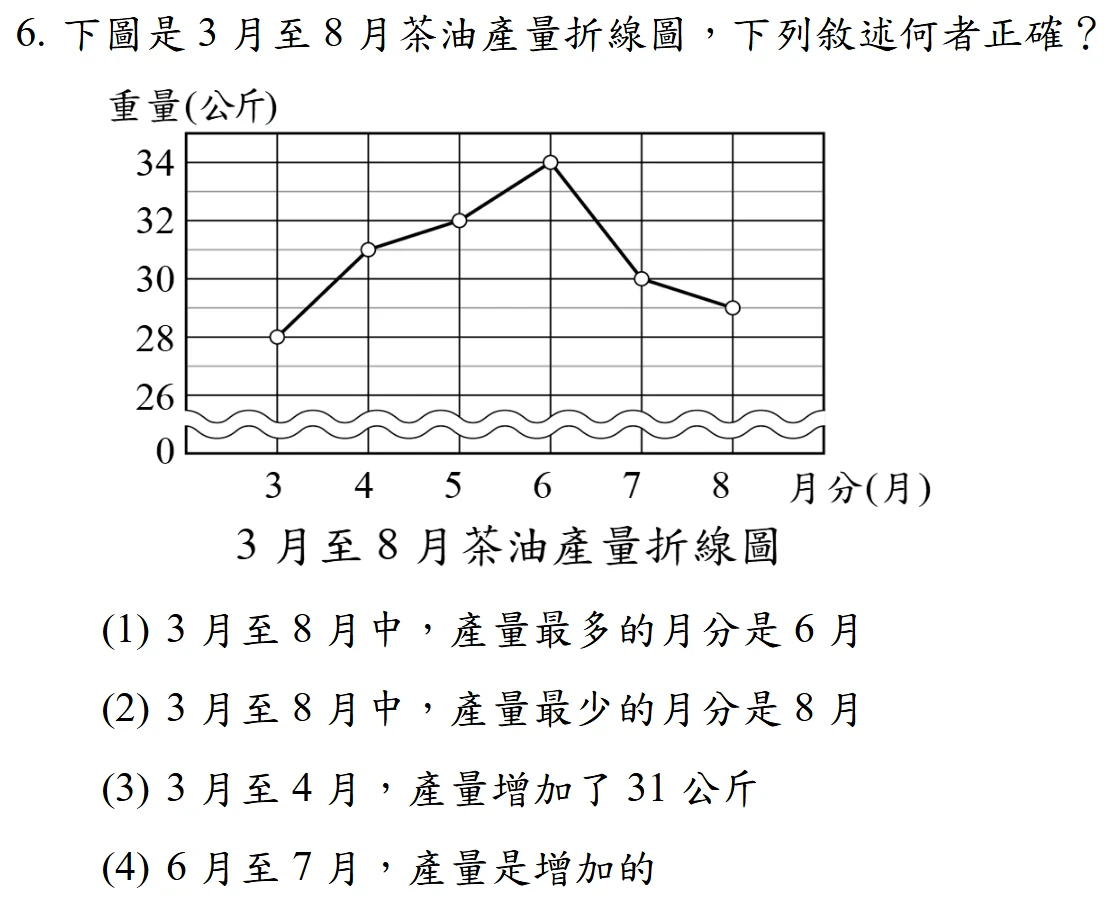 6. 下圖是 3 月至 8 月茶油產量折線圖，下列敘述何者正確？
重量(公斤)
34
32
30
28
26
0
3 4 5 6 7 8 月分(月)
3 月至 8 月茶油產量折線圖
(1) 3 月至 8 月中，產量最多的月分是 6 月
(2) 3 月至 8 月中，產量最少的月分是 8 月
(3) 3 月至 4 月，產量增加了 31 公斤
(4) 6 月至 7 月，產量是增加的